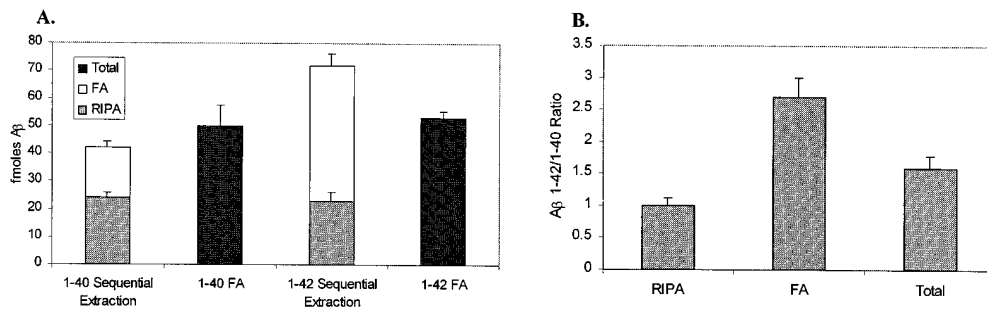 A.
fmoles Aβ
80
70
60
50
40
30
20
10
0
Total
FA
RIPA
1-40 Sequential
Extraction
1-40 FA
1-42 Sequential
Extraction
1-42 FA
B.
Aβ 1-42/1-40 Ratio
3.5
3
2.5
2
1.5
1
0.5
0
RIPA
FA
Total